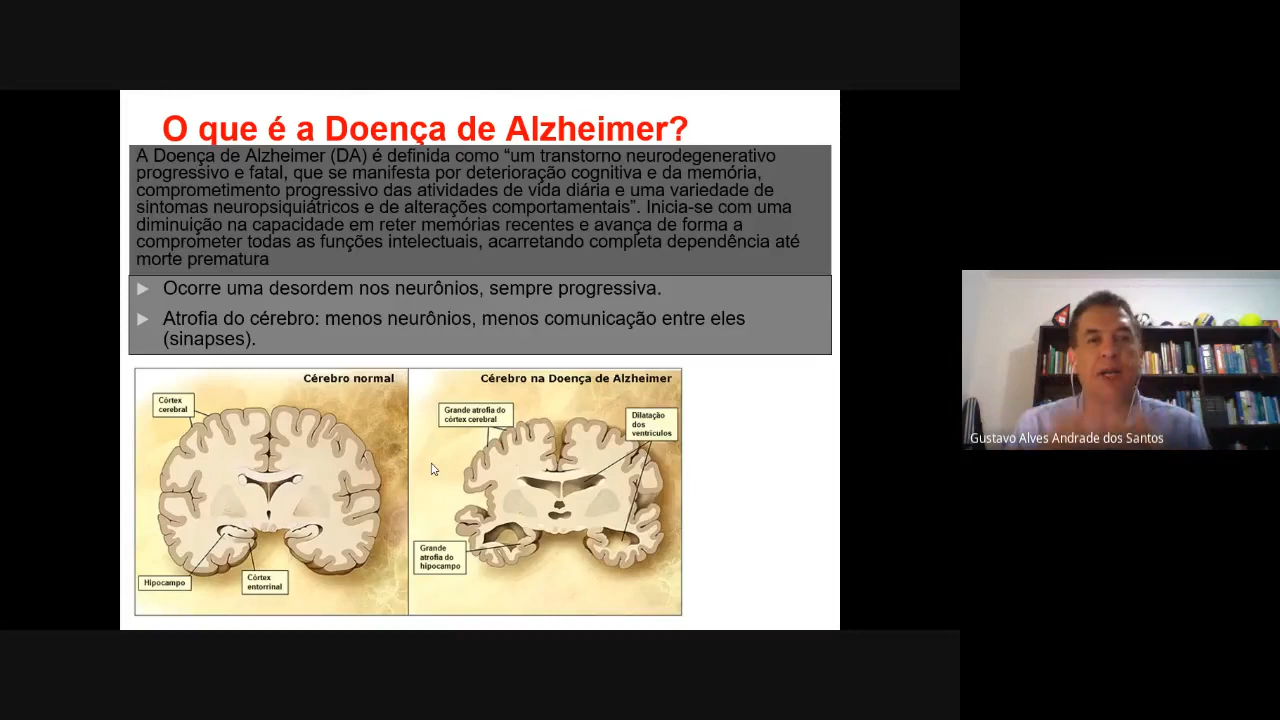 O que é a Doença de Alzheimer?
A Doença de Alzheimer (DA) é definida como “um transtorno neurodegenerativo
progressivo e fatal, que se manifesta por deterioração cognitiva e da memória,
comprometimento progressivo das atividades de vida diária e uma variedade de
sintomas neuropsiquiátricos e de alterações comportamentais”. Inicia-se com uma
diminuição na capacidade em reter memórias recentes e avança de forma a
comprometer todas as funções intelectuais, acarretando completa dependência até
morte prematura
Ocorre uma desordem nos neurônios, sempre progressiva.
Atrofia do cérebro: menos neurônios, menos comunicação entre eles
(sinapses).
Cérebro normal
Córtex
cerebral
Hipocampo
Córtex
entorrinal
Cérebro na Doença de Alzheimer
Grande atrofia do
córtex cerebral
Dilatação
dos
ventrículos
Grande
atrofia do
hipocampo
Gustavo Alves Andrade dos Santos